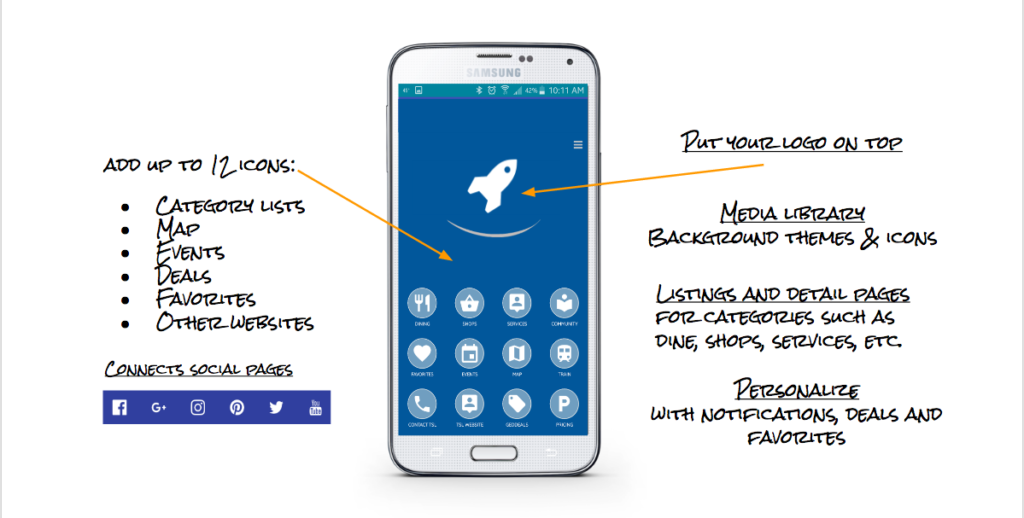 ADD UP TO 12 ICONS:
CATEGORY LISTS
MAP
EVENTS
DEALS
FAVORITES
OTHER WEBSITES
CONNECTS SOCIAL PAGES
G+
You
Tube
SAMSUNG
42% 10:11 AM
DINING SHOPS SERVICES COMMUNITY
FAVORITES EVENTS MAP TRAIN
CONTACT TSL TSL WEBSITE GEODEALS PRICING
PUT YOUR LOGO ON TOP
MEDIA LIBRARY
BACKGROUND THEMES & ICONS
LISTINGS AND DETAIL PAGES
FOR CATEGORIES SUCH AS
DINE, SHOPS, SERVICES, ETC.
PERSONALIZE
WITH NOTIFICATIONS, DEALS AND
FAVORITES